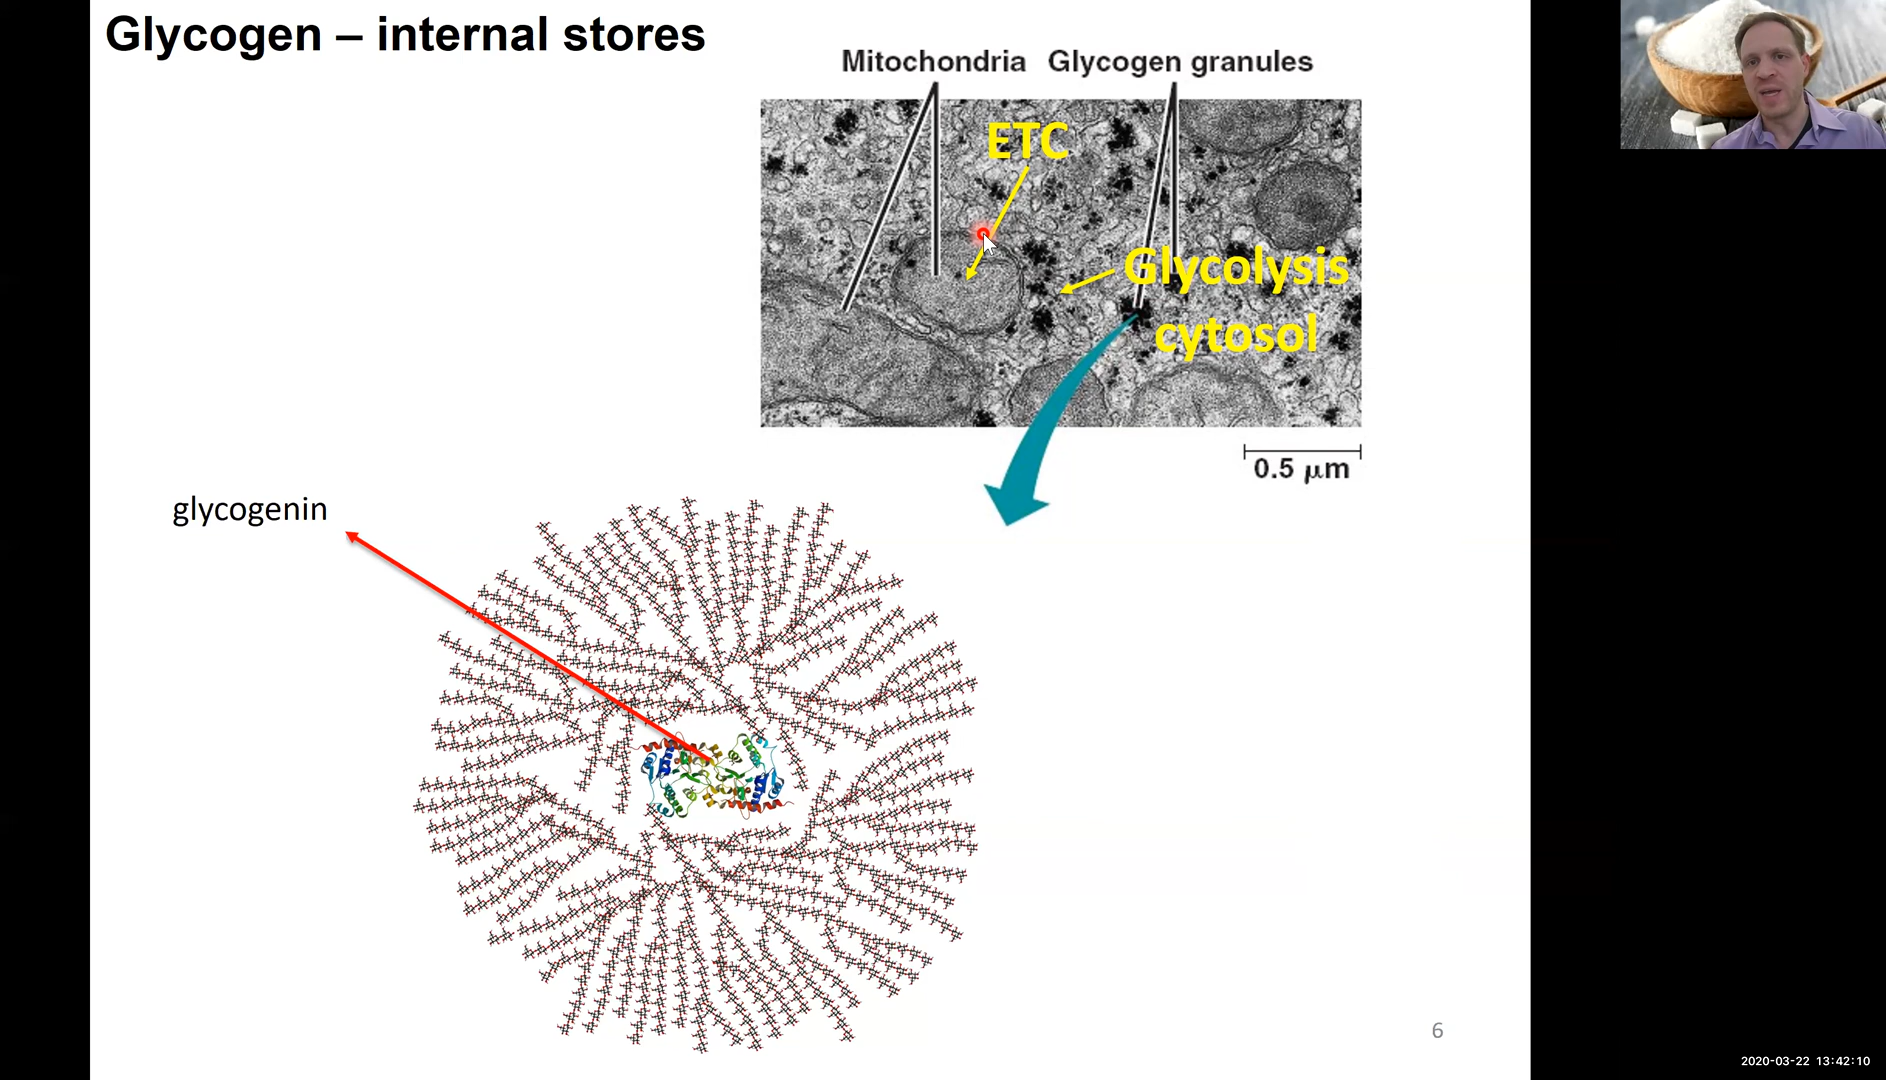 Glycogen – internal stores
Mitochondria Glycogen granules
ETC
Glycolysis
cytosol
0.5 μm
glycogenin
6
2020-03-22 13:42:10